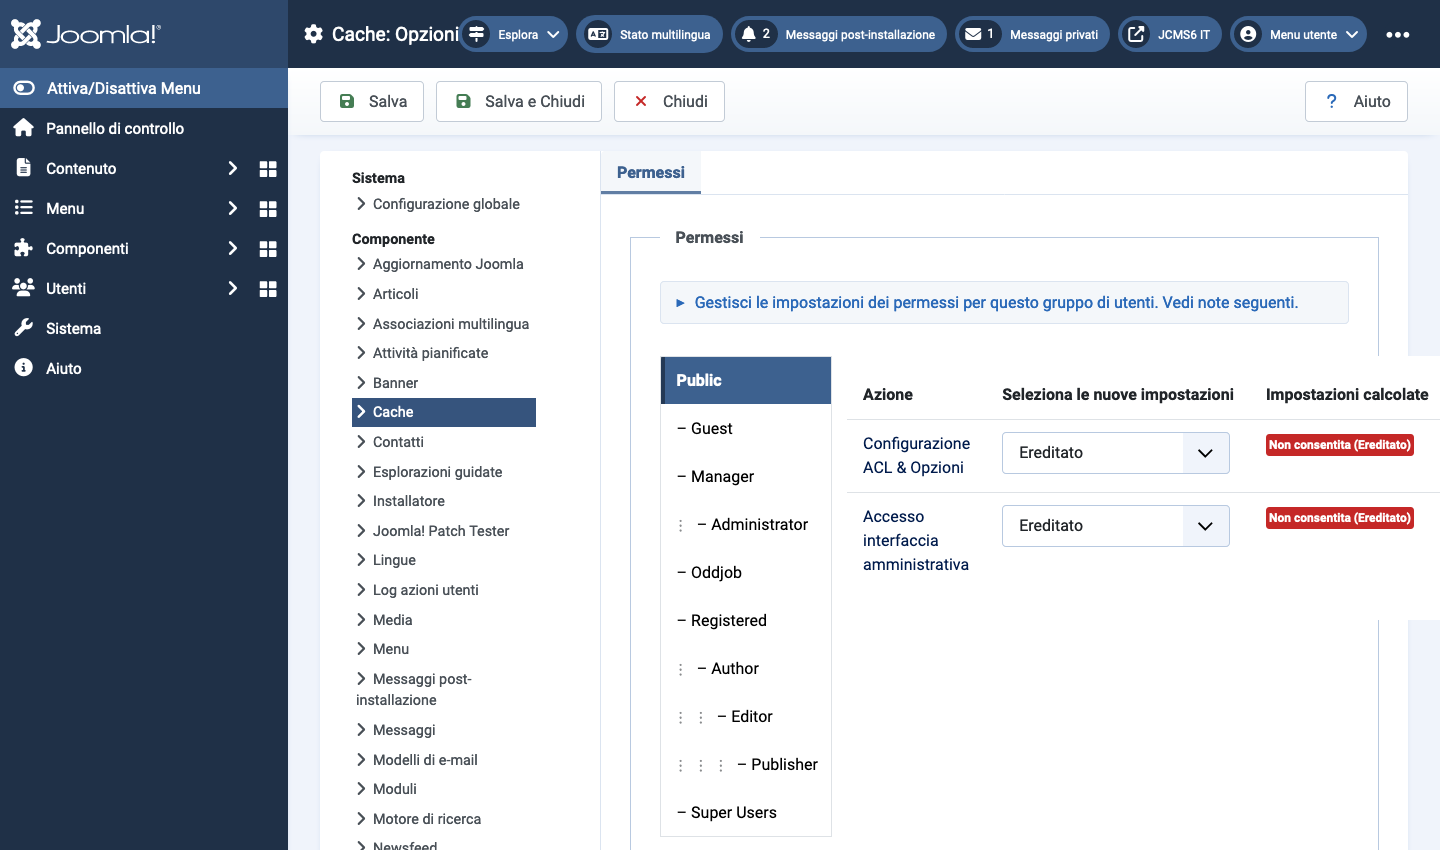 Joomla!®
Cache: Opzioni
Esplora
Stato multilingua
2 Messaggi post-installazione
1 Messaggi privati
JCMS6 IT
Menu utente
Attiva/Disattiva Menu
Pannello di controllo
Contenuto
Menu
Componenti
Utenti
Sistema
Aiuto
Salva
Salva e Chiudi
Chiudi
? Aiuto
Sistema
Configurazione globale
Componente
Aggiornamento Joomla
Articoli
Associazioni multilingua
Attività pianificate
Banner
Cache
Contatti
Esplorazioni guidate
Installatore
Joomla! Patch Tester
Lingue
Log azioni utenti
Media
Menu
Messaggi post-
installazione
Messaggi
Modelli di e-mail
Moduli
Motore di ricerca
Newsfeed
Permessi
Permessi
Gestisci le impostazioni dei permessi per questo gruppo di utenti. Vedi note seguenti.
Public
– Guest
– Manager
– Administrator
– Oddjob
– Registered
– Author
– Editor
– Publisher
– Super Users
Azione Seleziona le nuove impostazioni Impostazioni calcolate
Configurazione
ACL & Opzioni
Ereditato
Non consentita (Ereditato)
Accesso
interfaccia
amministrativa
Ereditato
Non consentita (Ereditato)